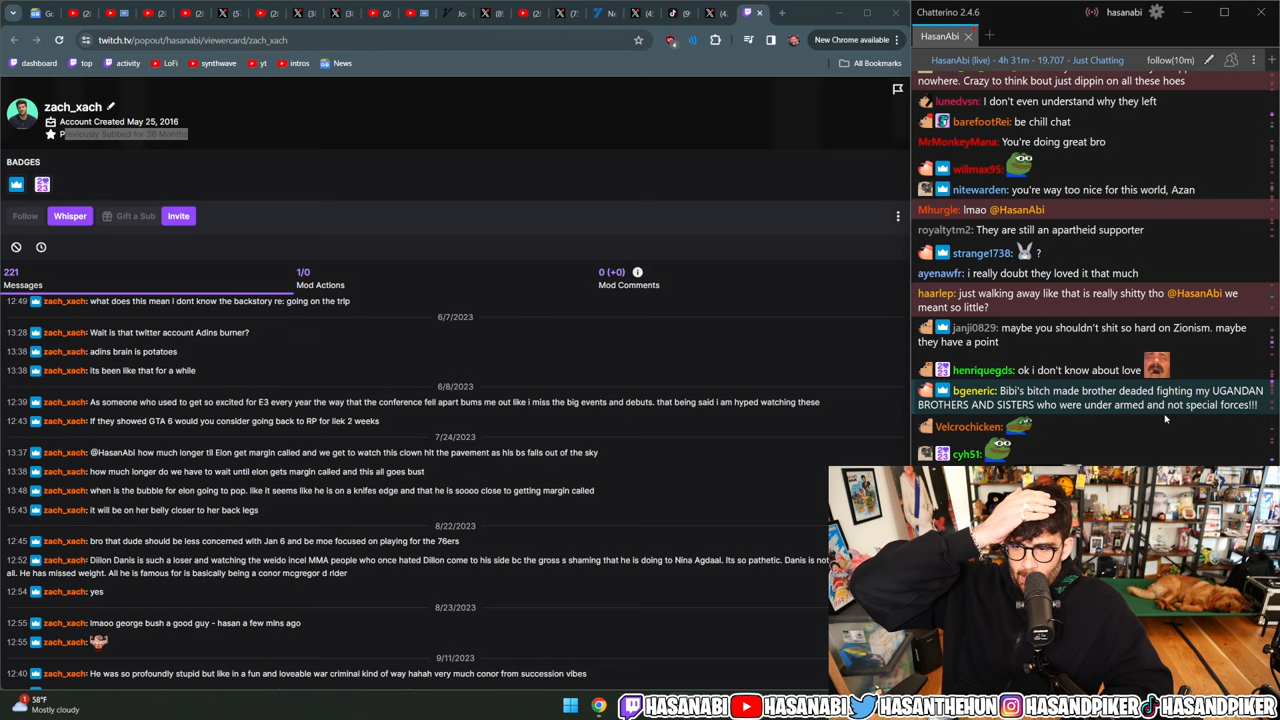 Chatterino 2.4.6
hasanabi
twitch.tv/popout/hasanabi/viewercard/zach_xach
New Chrome available
HasanAbi
dashboard
top
activity
LoFi
synthwave
yt
intros
News
All Bookmarks
HasanAbi (live) - 4h 31m - 19,707 - Just Chatting
follow(10m)
zach_xach
Account Created May 25, 2016
Previously Subbed for 36 Months
BADGES
Follow
Whisper
Gift a Sub
Invite
221
Messages
1/0
Mod Actions
0 (+0)
Mod Comments
12:49 zach_xach: what does this mean I dont know the backstory re: going on the trip
6/7/2023
13:28 zach_xach: Wait is that twitter account Adins burner?
13:38 zach_xach: adins brain is potatoes
13:38 zach_xach: its been like that for a while
6/8/2023
12:39 zach_xach: As someone who used to get so excited for E3 every year the way that the conference fell apart bums me out like i miss the big events and debuts. that being said i am hyped watching these
12:43 zach_xach: If they showed GTA 6 would you consider going back to RP for liek 2 weeks
7/24/2023
13:37 zach_xach: @HasanAbi how much longer til Elon get margin called and we get to watch this clown hit the pavement as his bs falls out of the sky
13:38 zach_xach: how much longer do we have to wait until elon gets margin called and this all goes bust
13:48 zach_xach: when is the bubble for elon going to pop. like it seems like he is on a knifes edge and that he is soooo close to getting margin called
15:43 zach_xach: it will be on her belly closer to her back legs
8/22/2023
12:45 zach_xach: bro that dude should be less concerned with Jan 6 and be moe focused on playing for the 76ers
12:52 zach_xach: Dillon Danis is such a loser and watching the weido incel MMA people who once hated Dillon come to his side bc the gross s shaming that he is doing to Nina Agdaal. Its so pathetic. Danis is not
all. He has missed weight. All he is famous for is basically being a conor mcgregor d rider
12:54 zach_xach: yes
8/23/2023
12:55 zach_xach: lmaoo george bush a good guy - hasan a few mins ago
12:55 zach_xach:
9/11/2023
12:40 zach_xach: He was so profoundly stupid but like in a fun and loveable war criminal kind of way hahah very much conor from succession vibes
nowhere. Crazy to think bout just dippin on all these hoes
lunedvsn: I don't even understand why they left
barefootRei: be chill chat
MrMonkeyMana: You're doing great bro
willmax95:
nitewarden: you're way too nice for this world, Azan
Mhurgle: lmao @HasanAbi
royaltytm2: They are still an apartheid supporter
strange1738: ?
ayenawfr: i really doubt they loved it that much
haarlep: just walking away like that is really shitty tho @HasanAbi we
meant so little?
janji0829: maybe you shouldn't shit so hard on Zionism. maybe
they have a point
henriquegds: ok i don't know about love
bgeneric: Bibi's bitch made brother deaded fighting my UGANDAN
BROTHERS AND SISTERS who were under armed and not special forces!!!
Velcrochicken:
cyh51:
58°F
Mostly cloudy
HASANABI
HASANABI
HASANTHEHUN
HASANDPIKER
HASANDPIKER